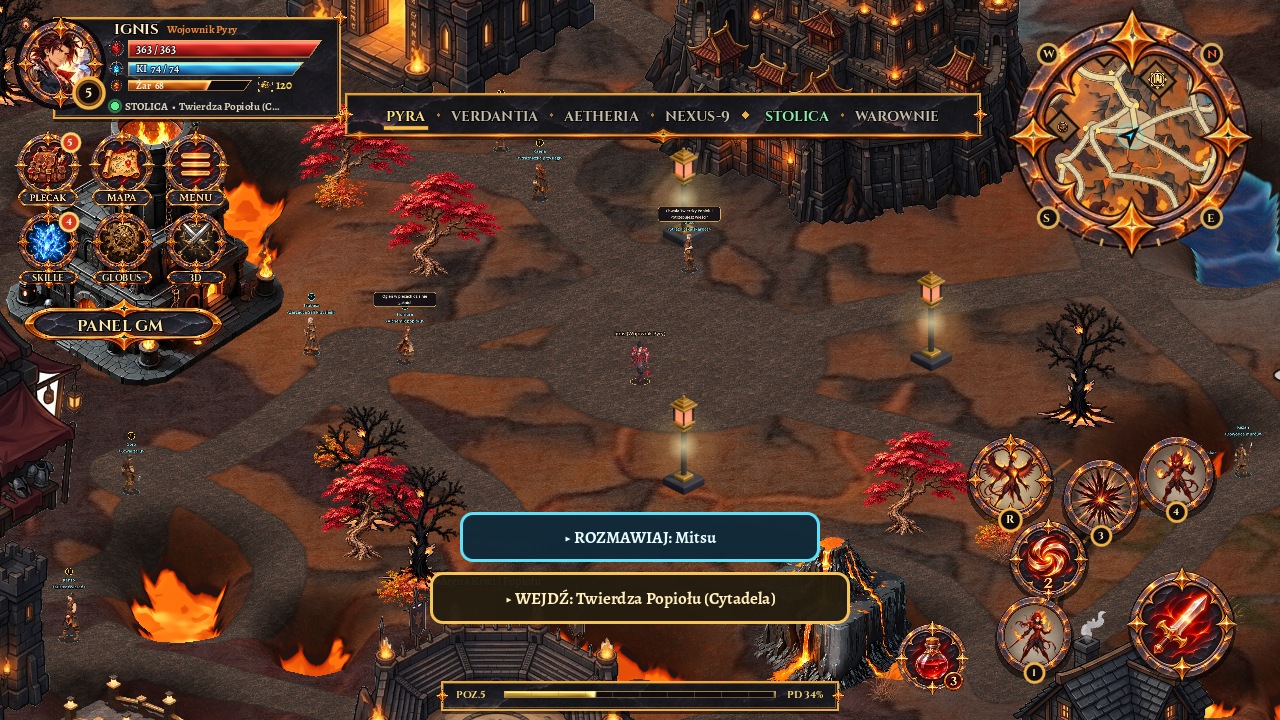 IGNIS Wojownik Pyry
363 / 363
KI 74 / 74
Żar 68
120
5
STOLICA • Twierdza Popiołu (C...
PYRA • VERDANTIA • AETHERIA • NEXUS-9 ◆ STOLICA • WAROWNIE
W
N
S
E
5
PLECAK
MAPA
MENU
4
SKILLE
GLOBUS
3D
PANEL GM
▸ ROZMAWIAJ: Mitsu
▸ WEJDŹ: Twierdza Popiołu (Cytadela)
R
3
4
2
1
3
POZ.5
PD 34%